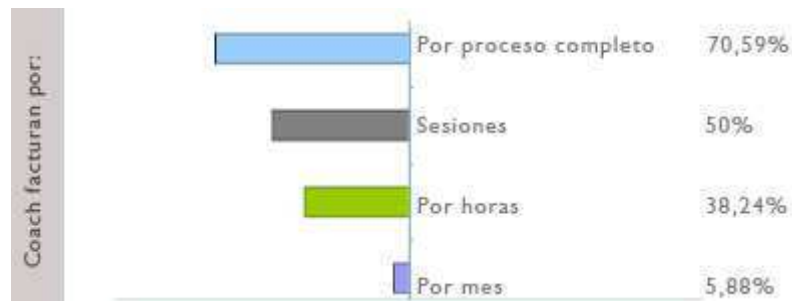 Coach facturan por:
Por proceso completo 70,59%
Sesiones 50%
Por horas 38,24%
Por mes 5,88%